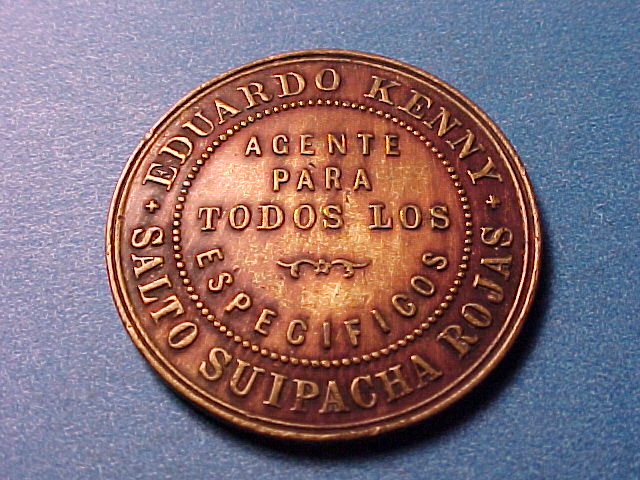 EDUARDO KENNY
AGENTE
PARA
TODOS LOS
ESPECIFICOS
SALTO SUIPACHA ROJAS